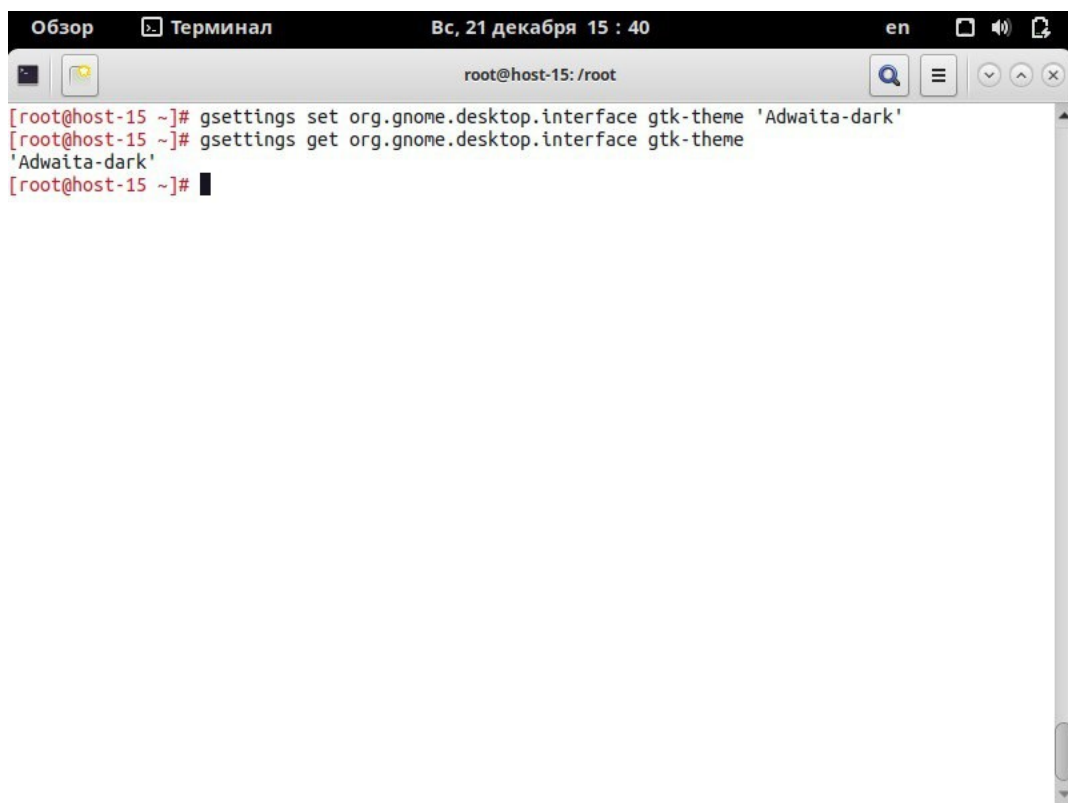 Обзор Терминал Вс, 21 декабря 15 : 40 en
root@host-15: /root
[root@host-15 ~]# gsettings set org.gnome.desktop.interface gtk-theme 'Adwaita-dark'
[root@host-15 ~]# gsettings get org.gnome.desktop.interface gtk-theme
'Adwaita-dark'
[root@host-15 ~]#